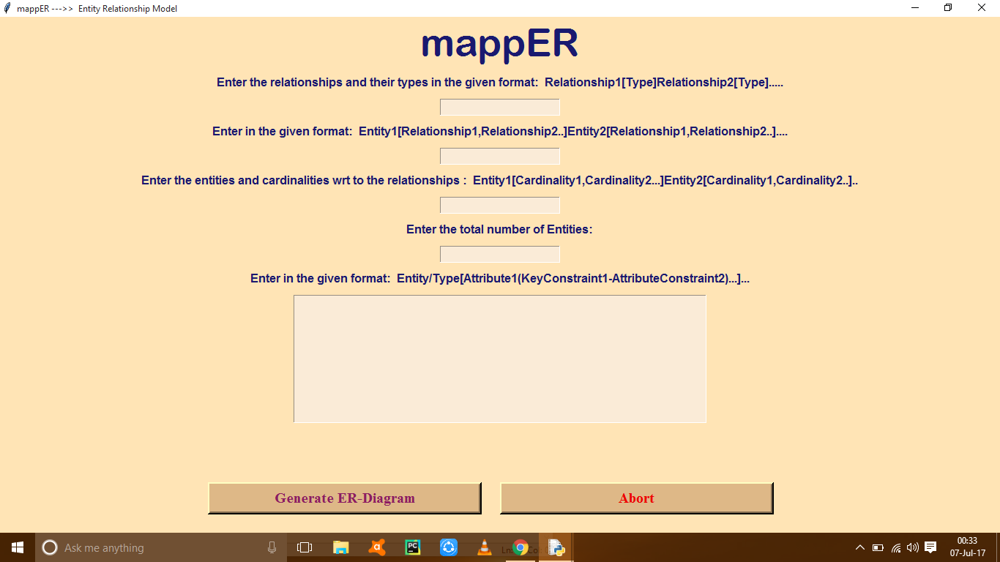 mappER --->> Entity Relationship Model
mappER
Enter the relationships and their types in the given format:  Relationship1[Type]Relationship2[Type].....
Enter in the given format:  Entity1[Relationship1,Relationship2..]Entity2[Relationship1,Relationship2..]....
Enter the entities and cardinalities wrt to the relationships :  Entity1[Cardinality1,Cardinality2...]Entity2[Cardinality1,Cardinality2..]..
Enter the total number of Entities:
Enter in the given format:  Entity/Type[Attribute1(KeyConstraint1-AttributeConstraint2)...]...
Generate ER-Diagram
Abort
Ask me anything
PC
00:33
07-Jul-17